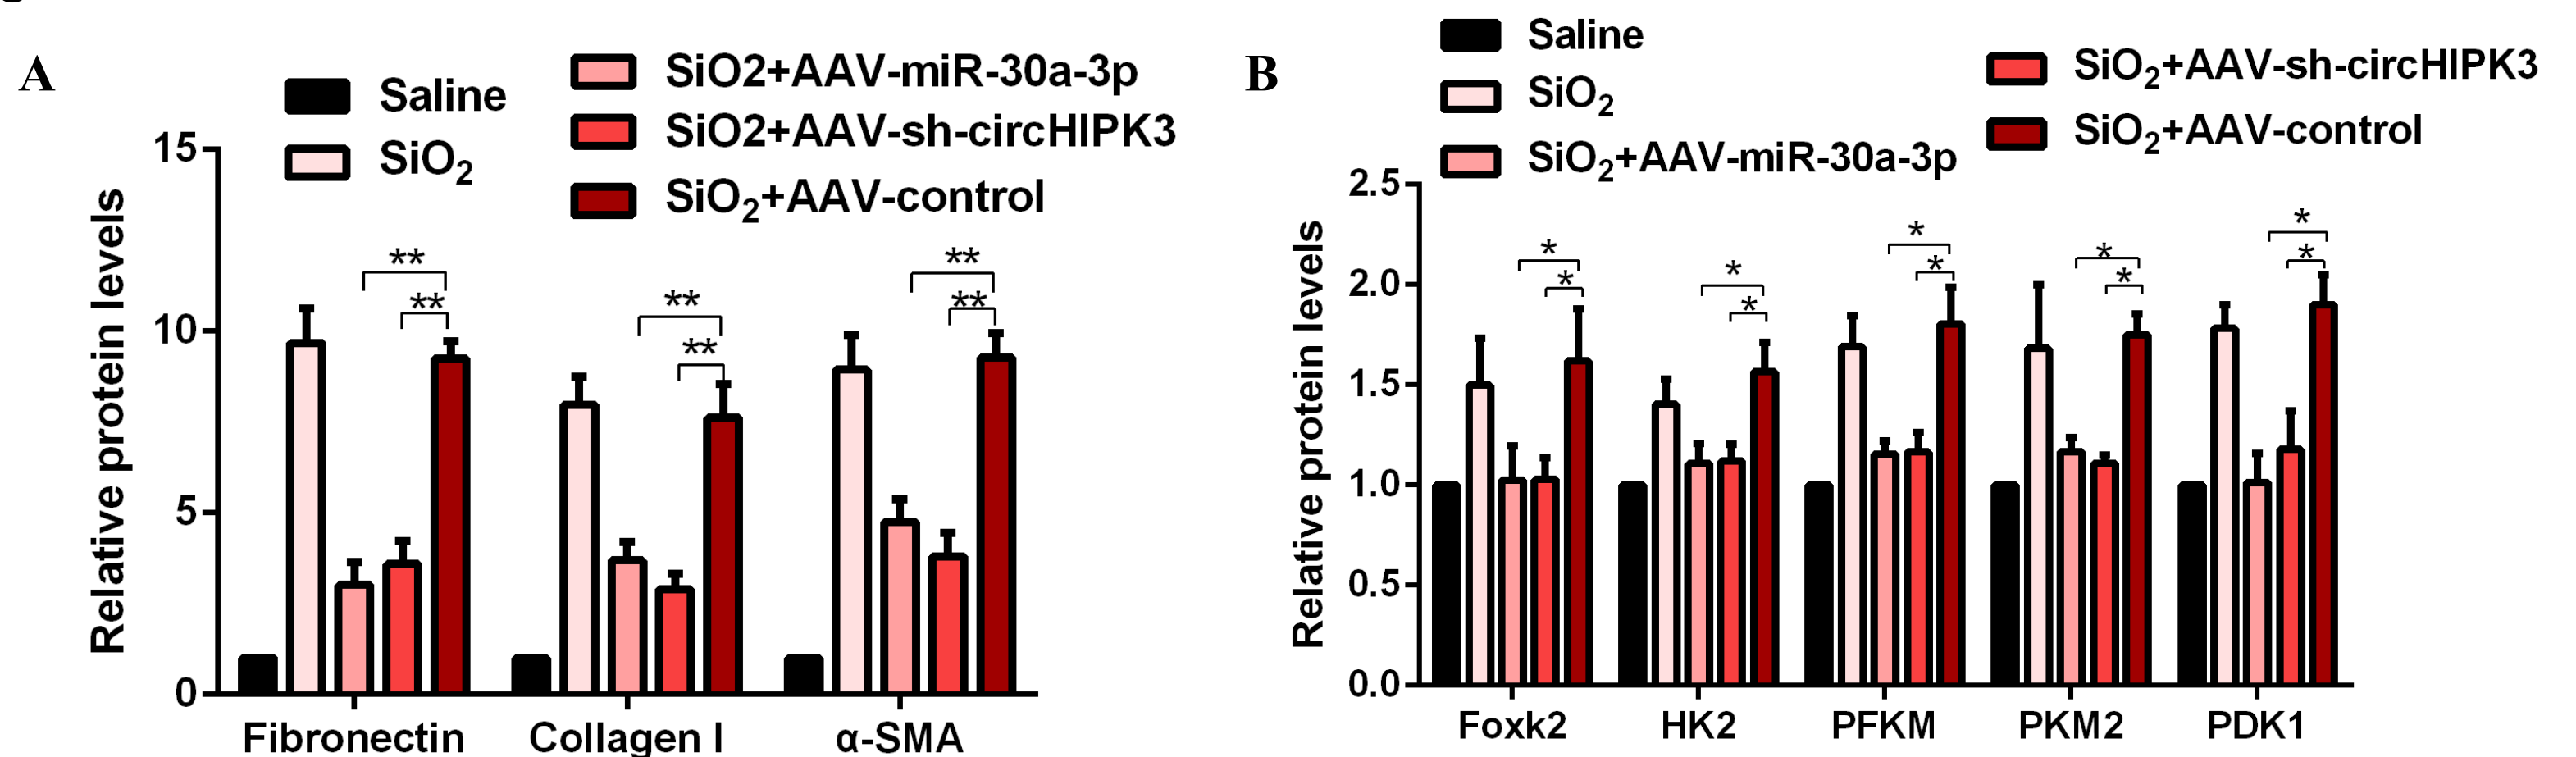 A
Saline
SiO₂
SiO2+AAV-miR-30a-3p
SiO2+AAV-sh-circHIPK3
SiO₂+AAV-control
Relative protein levels
15
10
5
0
**
**
**
**
**
**
Fibronectin
Collagen I
α-SMA
B
Saline
SiO₂
SiO₂+AAV-miR-30a-3p
SiO₂+AAV-sh-circHIPK3
SiO₂+AAV-control
Relative protein levels
2.5
2.0
1.5
1.0
0.5
0.0
*
*
*
*
*
*
*
*
*
*
Foxk2
HK2
PFKM
PKM2
PDK1